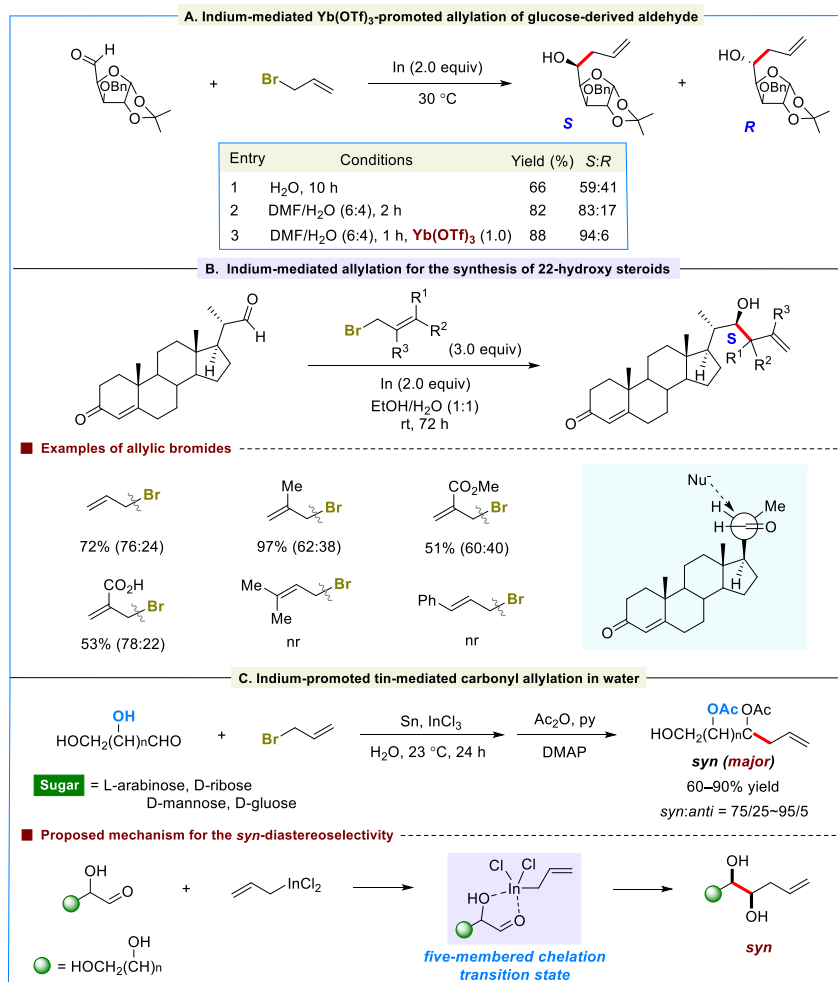 A. Indium-mediated Yb(OTf)3-promoted allylation of glucose-derived aldehyde
H
O
O
OBn
O
O
+
Br
In (2.0 equiv)
30 °C
HO
O
OBn
O
O
S
+
HO,
O
OBn
O
O
R
Entry Conditions Yield (%) S:R
1 H2O, 10 h 66 59:41
2 DMF/H2O (6:4), 2 h 82 83:17
3 DMF/H2O (6:4), 1 h, Yb(OTf)3 (1.0) 88 94:6
B. Indium-mediated allylation for the synthesis of 22-hydroxy steroids
O
H
H
O
R1
Br
R2
R3
(3.0 equiv)
In (2.0 equiv)
EtOH/H2O (1:1)
rt, 72 h
OH
R3
S
R1
R2
H
O
Examples of allylic bromides
Br
72% (76:24)
Me
Br
97% (62:38)
CO2Me
Br
51% (60:40)
CO2H
Br
53% (78:22)
Me
Me
Br
nr
Ph
Br
nr
Nu-
H
Me
H
O
H
O
C. Indium-promoted tin-mediated carbonyl allylation in water
OH
HOCH2(CH)nCHO
+
Br
Sn, InCl3
H2O, 23 °C, 24 h
Ac2O, py
DMAP
OAc OAc
HOCH2(CH)nC
syn (major)
60–90% yield
syn:anti = 75/25~95/5
Sugar = L-arabinose, D-ribose
D-mannose, D-gluose
Proposed mechanism for the syn-diastereoselectivity
OH
O
+
InCl2
Cl
Cl
HO
In
O
five-membered chelation
transition state
OH
OH
syn
OH
= HOCH2(CH)n